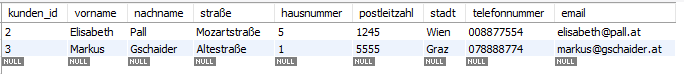 kunden_id vorname nachname straße hausnummer postleitzahl stadt telefonnummer email
2 Elisabeth Pall Mozartstraße 5 1245 Wien 008877554 elisabeth@pall.at
3 Markus Gschaider Altestraße 1 5555 Graz 078888774 markus@gschaider.at
NULL NULL NULL NULL NULL NULL NULL NULL NULL